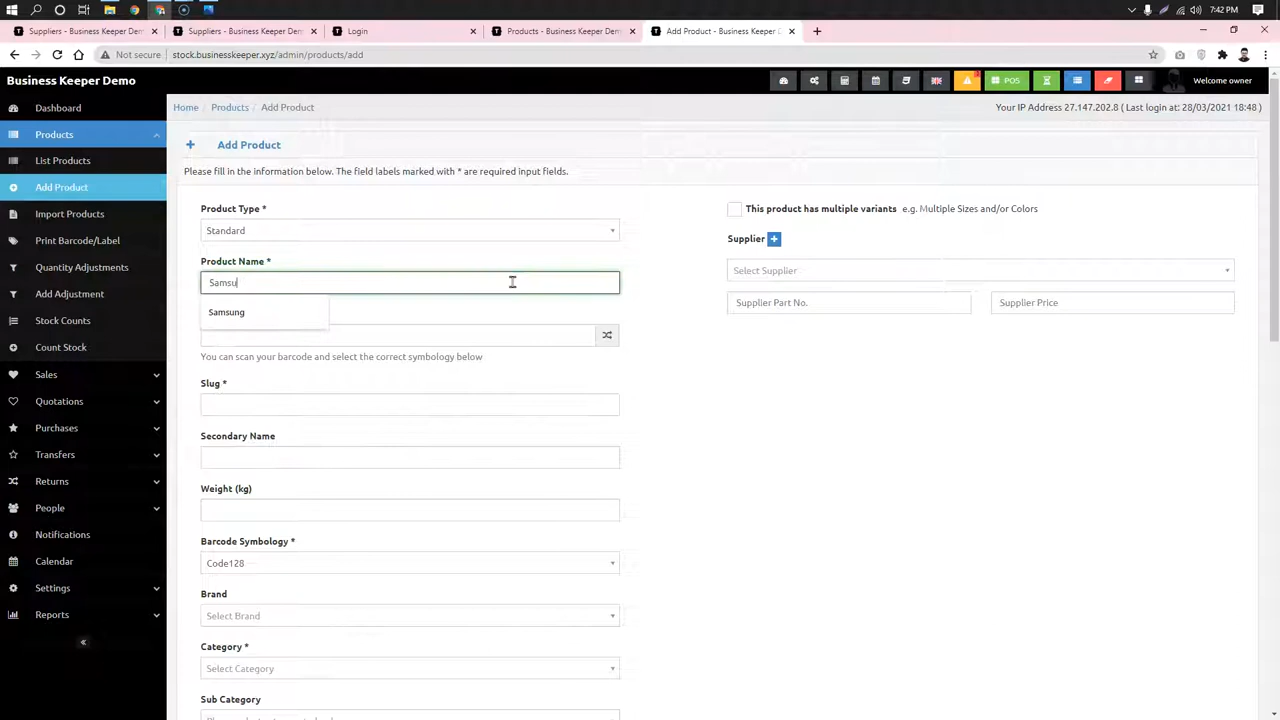 7:42 PM
Suppliers - Business Keeper Demo
Suppliers - Business Keeper Demo
Login
Products - Business Keeper Demo
Add Product - Business Keeper
Not secure stock.businesskeeper.xyz/admin/products/add
Business Keeper Demo
POS
Welcome owner
Dashboard
Products
List Products
Add Product
Import Products
Print Barcode/Label
Quantity Adjustments
Add Adjustment
Stock Counts
Count Stock
Sales
Quotations
Purchases
Transfers
Returns
People
Notifications
Calendar
Settings
Reports
Home / Products / Add Product
Your IP Address 27.147.202.8 ( Last login at: 28/03/2021 18:48 )
Add Product
Please fill in the information below. The field labels marked with * are required input fields.
Product Type *
Standard
Product Name *
Samsu
Samsung
You can scan your barcode and select the correct symbology below
Slug *
Secondary Name
Weight (kg)
Barcode Symbology *
Code128
Brand
Select Brand
Category *
Select Category
Sub Category
This product has multiple variants e.g. Multiple Sizes and/or Colors
Supplier
Select Supplier
Supplier Part No.
Supplier Price